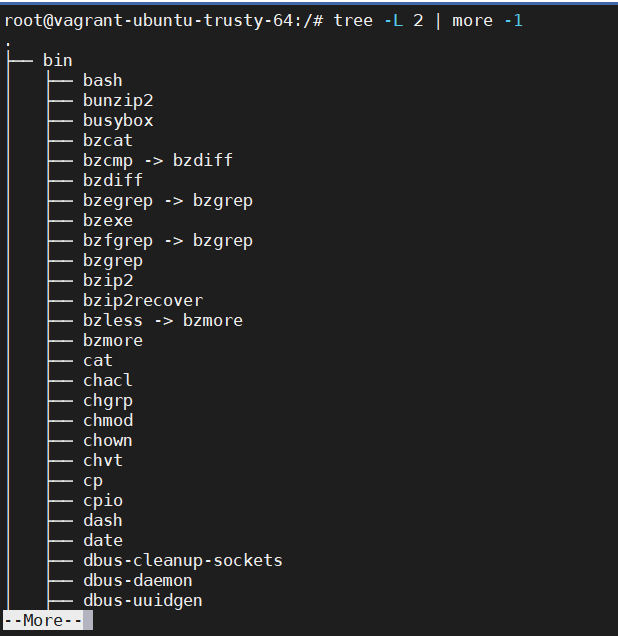 root@vagrant-ubuntu-trusty-64:/# tree -L 2 | more -1
.
├── bin
│   ├── bash
│   ├── bunzip2
│   ├── busybox
│   ├── bzcat
│   ├── bzcmp -> bzdiff
│   ├── bzdiff
│   ├── bzegrep -> bzgrep
│   ├── bzexe
│   ├── bzfgrep -> bzgrep
│   ├── bzgrep
│   ├── bzip2
│   ├── bzip2recover
│   ├── bzless -> bzmore
│   ├── bzmore
│   ├── cat
│   ├── chacl
│   ├── chgrp
│   ├── chmod
│   ├── chown
│   ├── chvt
│   ├── cp
│   ├── cpio
│   ├── dash
│   ├── date
│   ├── dbus-cleanup-sockets
│   ├── dbus-daemon
│   ├── dbus-uuidgen
--More--